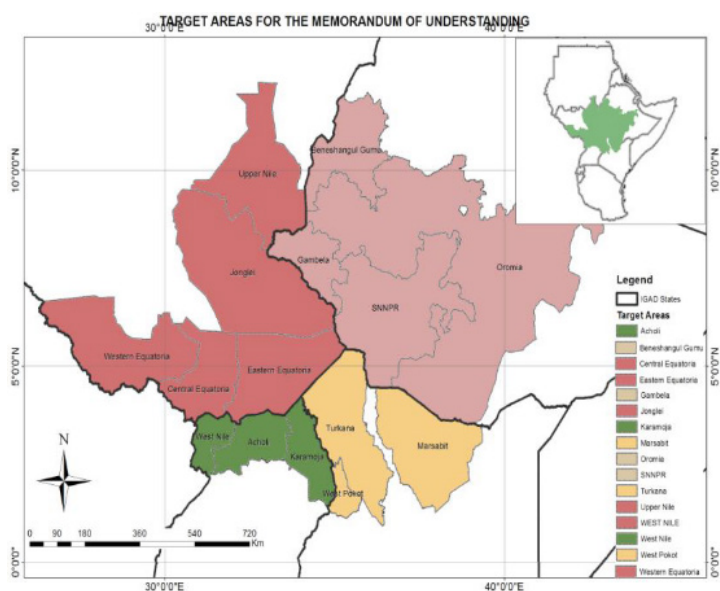 TARGET AREAS FOR THE MEMORANDUM OF UNDERSTANDING
30°0'0"E
40°0'0"E
10°0'0"N
10°0'0"N
5°0'0"N
5°0'0"N
0°0'0"
0°0'0"
Beneshangul Gumu
Upper Nile
Gambela
Oromia
Jonglei
SNNPR
Western Equatoria
Eastern Equatoria
Central Equatoria
West Nile
Acholi
Karamoja
Turkana
Marsabit
West Pokot
N
0 90 180 360 540 720
Km
30°0'0"E
40°0'0"E
Legend
IGAD States
Target Areas
Acholi
Beneshangul Gumu
Central Equatoria
Eastern Equatoria
Gambela
Jonglei
Karamoja
Marsabit
Oromia
SNNPR
Turkana
Upper Nile
WEST NILE
West Nile
West Pokot
Western Equatoria